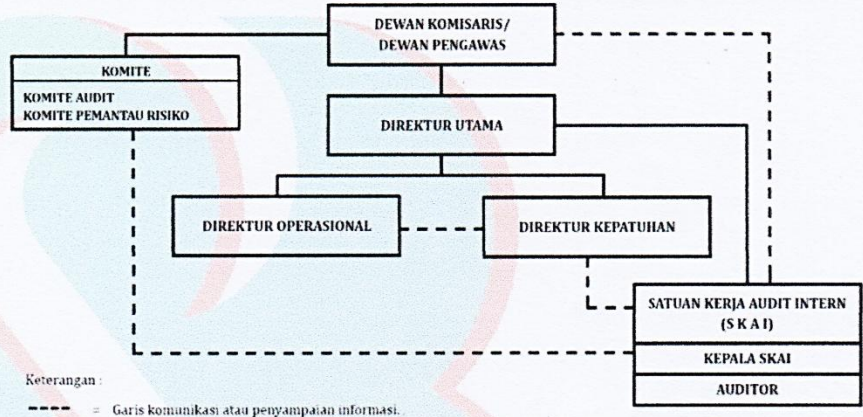 DEWAN KOMISARIS/
DEWAN PENGAWAS
KOMITE
KOMITE AUDIT
KOMITE PEMANTAU RISIKO
DIREKTUR UTAMA
DIREKTUR OPERASIONAL
DIREKTUR KEPATUHAN
SATUAN KERJA AUDIT INTERN
(S K A I)
KEPALA SKAI
AUDITOR
Keterangan :
---- = Garis komunikasi atau penyampaian informasi.